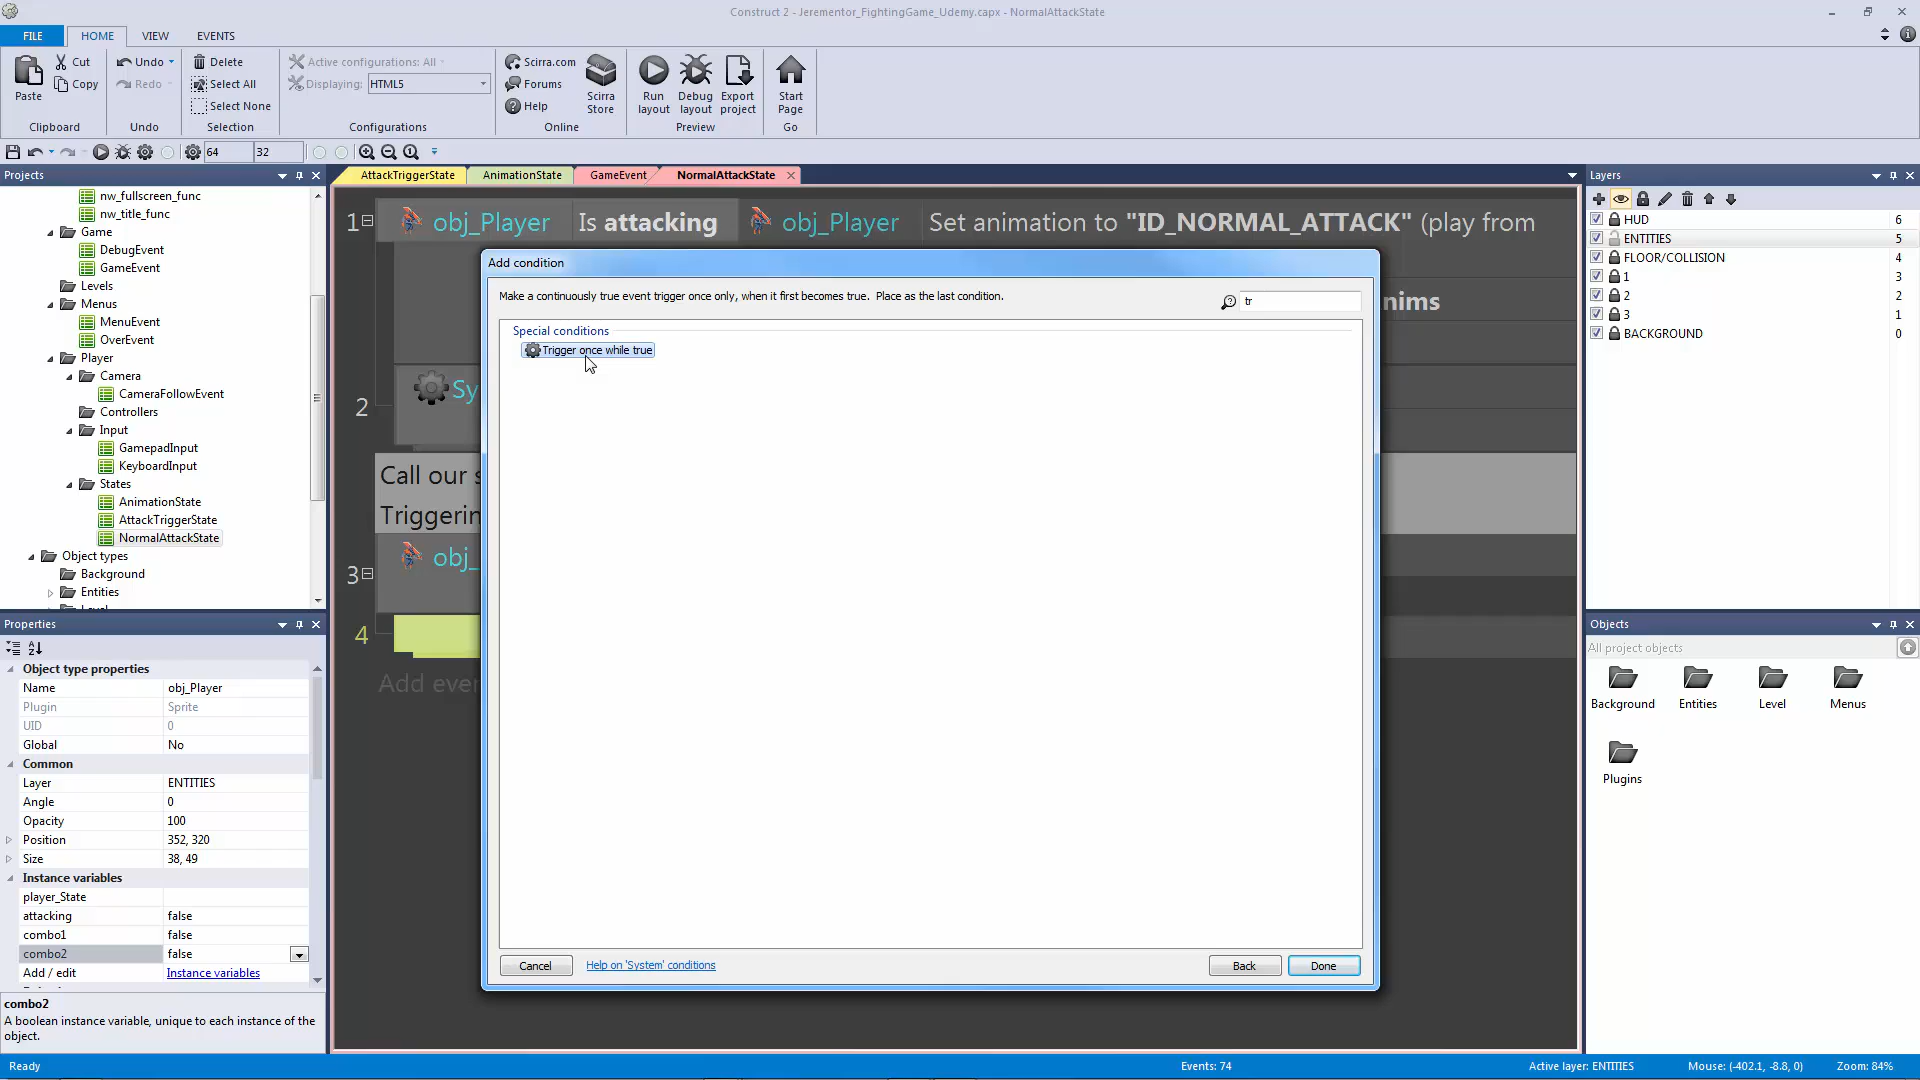 Construct 2 - Jerementor_FightingGame_Udemy.capx - NormalAttackState
FILE HOME VIEW EVENTS
Paste Cut Copy
Clipboard
Undo
Redo
Undo
Delete
Select All
Select None
Selection
Active configurations: All
Displaying: HTML5
Configurations
Scirra.com
Forums
Help
Scirra Store
Online
Run layout
Debug layout
Export project
Preview
Start Page
Go
64 32
Projects
nw_fullscreen_func
nw_title_func
Game
DebugEvent
GameEvent
Levels
Menus
MenuEvent
OverEvent
Player
Camera
CameraFollowEvent
Controllers
Input
GamepadInput
KeyboardInput
States
AnimationState
AttackTriggerState
NormalAttackState
Object types
Background
Entities
Properties
Object type properties
Name obj_Player
Plugin Sprite
UID 0
Global No
Common
Layer ENTITIES
Angle 0
Opacity 100
Position 352, 320
Size 38, 49
Instance variables
player_State
attacking false
combo1 false
combo2 false
Add / edit Instance variables
combo2
A boolean instance variable, unique to each instance of the
object.
AttackTriggerState AnimationState GameEvent NormalAttackState
1 obj_Player Is attacking obj_Player Set animation to "ID_NORMAL_ATTACK" (play from
nims
2 Sy
Call our s
Triggerin
3 obj_
4
Add eve
Add condition
Make a continuously true event trigger once only, when it first becomes true. Place as the last condition.
tr
Special conditions
Trigger once while true
Cancel Help on 'System' conditions Back Done
Layers
HUD 6
ENTITIES 5
FLOOR/COLLISION 4
1 3
2 2
3 1
BACKGROUND 0
Objects
All project objects
Background Entities Level Menus
Plugins
Ready Events: 74 Active layer: ENTITIES Mouse: (-402.1, -8.8, 0) Zoom: 84%